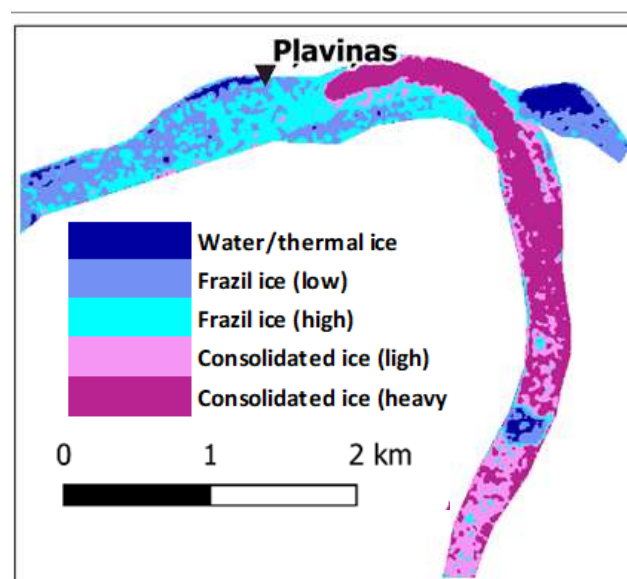 Pļaviņas
Water/thermal ice
Frazil ice (low)
Frazil ice (high)
Consolidated ice (ligh)
Consolidated ice (heavy
0 1 2 km